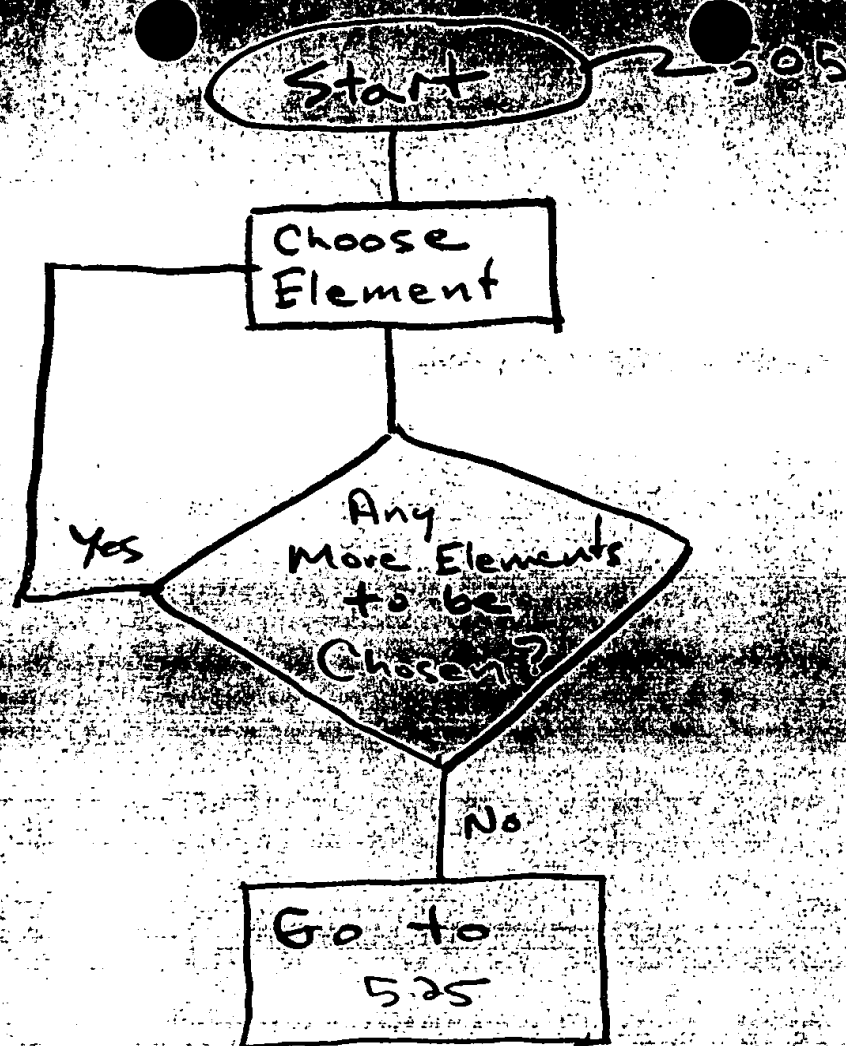 Start
505
Choose
Element
Any
More Elements
to be
Chosen?
Yes
No
Go to
525